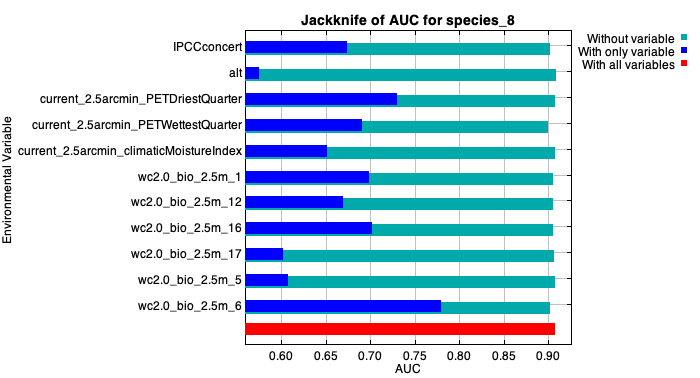 Jackknife of AUC for species_8
Without variable
With only variable
With all variables
Environmental Variable
IPCCconcert
alt
current_2.5arcmin_PETDriestQuarter
current_2.5arcmin_PETWettestQuarter
current_2.5arcmin_climaticMoistureIndex
wc2.0_bio_2.5m_1
wc2.0_bio_2.5m_12
wc2.0_bio_2.5m_16
wc2.0_bio_2.5m_17
wc2.0_bio_2.5m_5
wc2.0_bio_2.5m_6
0.60 0.65 0.70 0.75 0.80 0.85 0.90
AUC